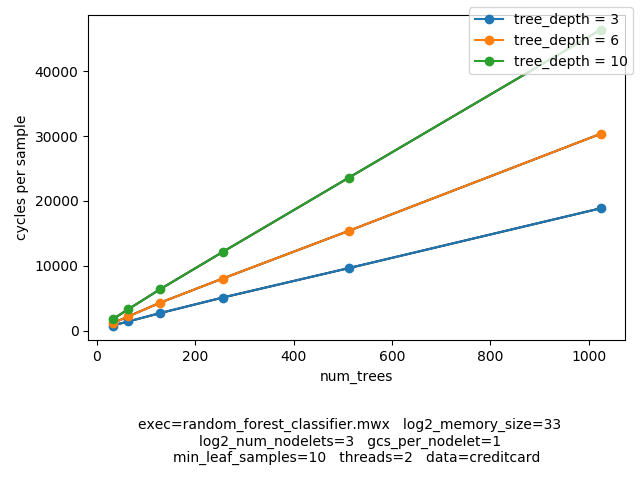 tree_depth = 3
tree_depth = 6
tree_depth = 10
cycles per sample
40000
30000
20000
10000
0
0 200 400 600 800 1000
num_trees
exec=random_forest_classifier.mwx log2_memory_size=33
log2_num_nodelets=3 gcs_per_nodelet=1
min_leaf_samples=10 threads=2 data=creditcard